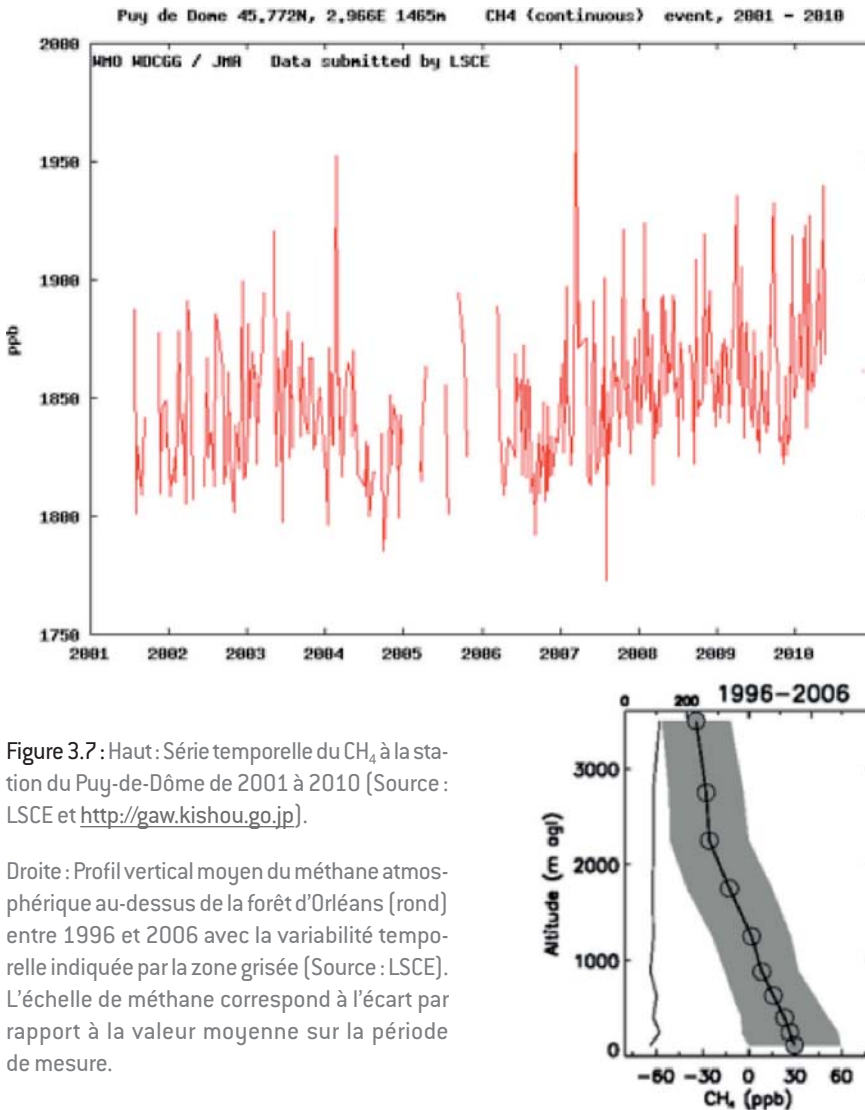 Puy de Dome 45.772N, 2.966E 1465m CH4 (continuous) event, 2001 - 2010
2000
WMO WDCGG / JMA Data submitted by LSCE
1950
1900
ppb
1850
1800
1750
2001 2002 2003 2004 2005 2006 2007 2008 2009 2010
Figure 3.7 : Haut : Série temporelle du CH₄ à la sta-
tion du Puy-de-Dôme de 2001 à 2010 (Source :
LSCE et http://gaw.kishou.go.jp).
Droite : Profil vertical moyen du méthane atmos-
phérique au-dessus de la forêt d'Orléans (rond)
entre 1996 et 2006 avec la variabilité tempo-
relle indiquée par la zone grisée (Source : LSCE).
L'échelle de méthane correspond à l'écart par
rapport à la valeur moyenne sur la période
de mesure.
0 200 1996-2006
3000
Altitude (m agl)
2000
1000
0
-60 -30 0 30 60
CH₄ (ppb)